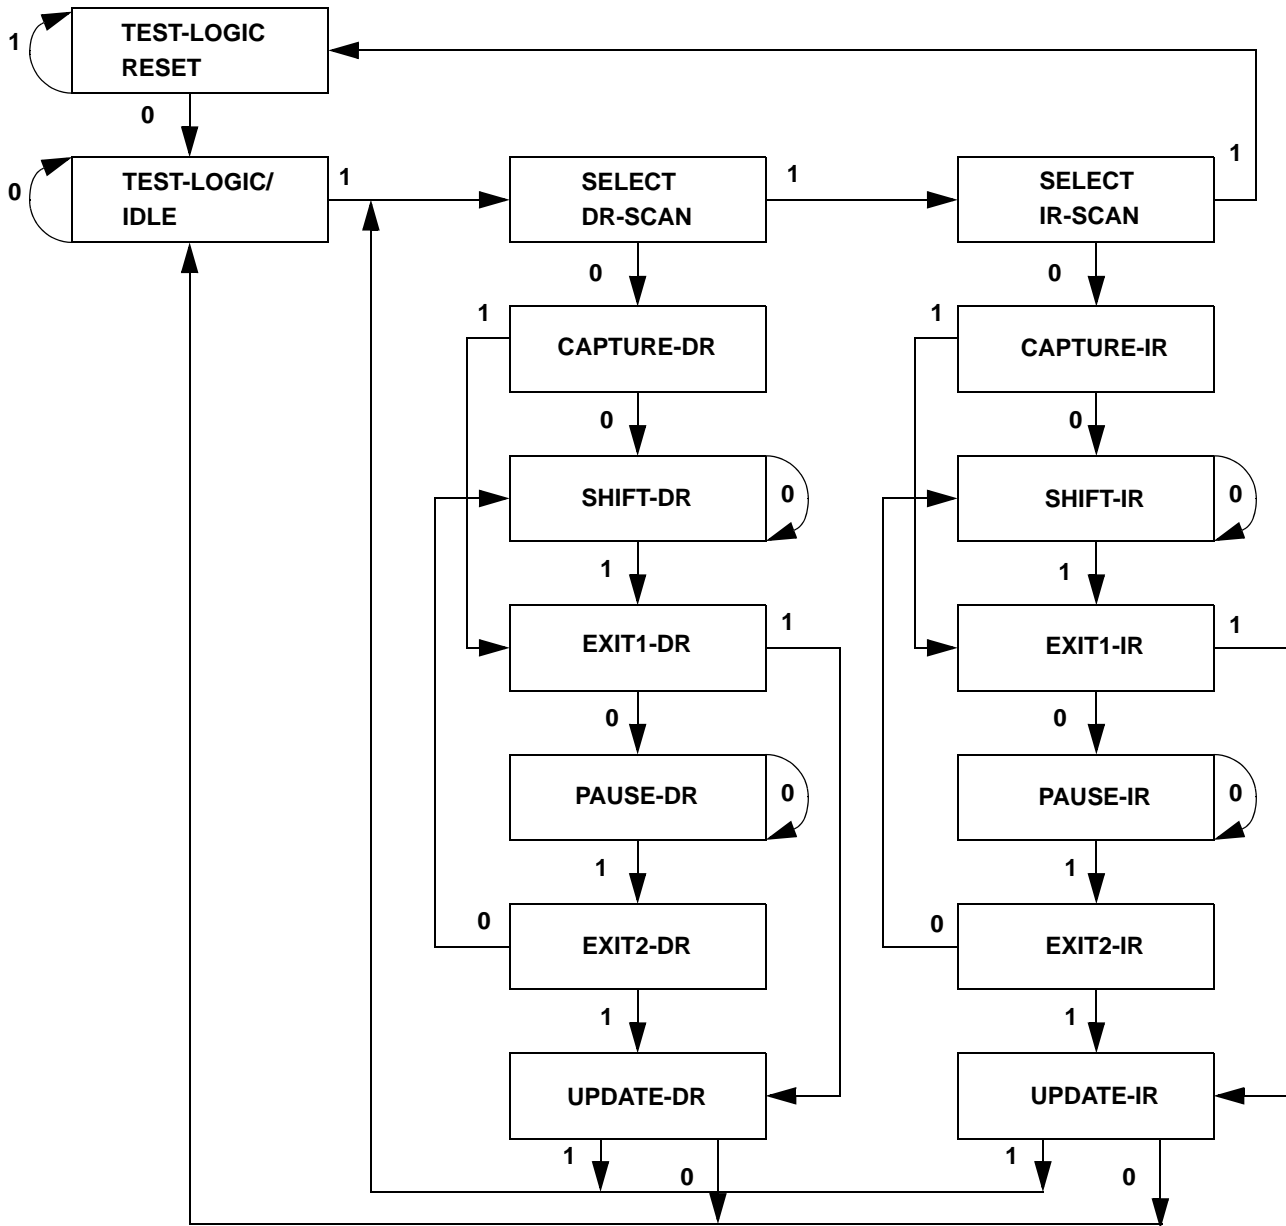 TEST-LOGIC
RESET
1
0
TEST-LOGIC/
IDLE
0
1
SELECT
DR-SCAN
1
SELECT
IR-SCAN
1
0
0
1
CAPTURE-DR
1
CAPTURE-IR
0
0
SHIFT-DR
0
SHIFT-IR
0
1
1
EXIT1-DR
1
EXIT1-IR
1
0
0
PAUSE-DR
0
PAUSE-IR
0
1
1
0
EXIT2-DR
0
EXIT2-IR
1
1
UPDATE-DR
UPDATE-IR
1
0
1
0